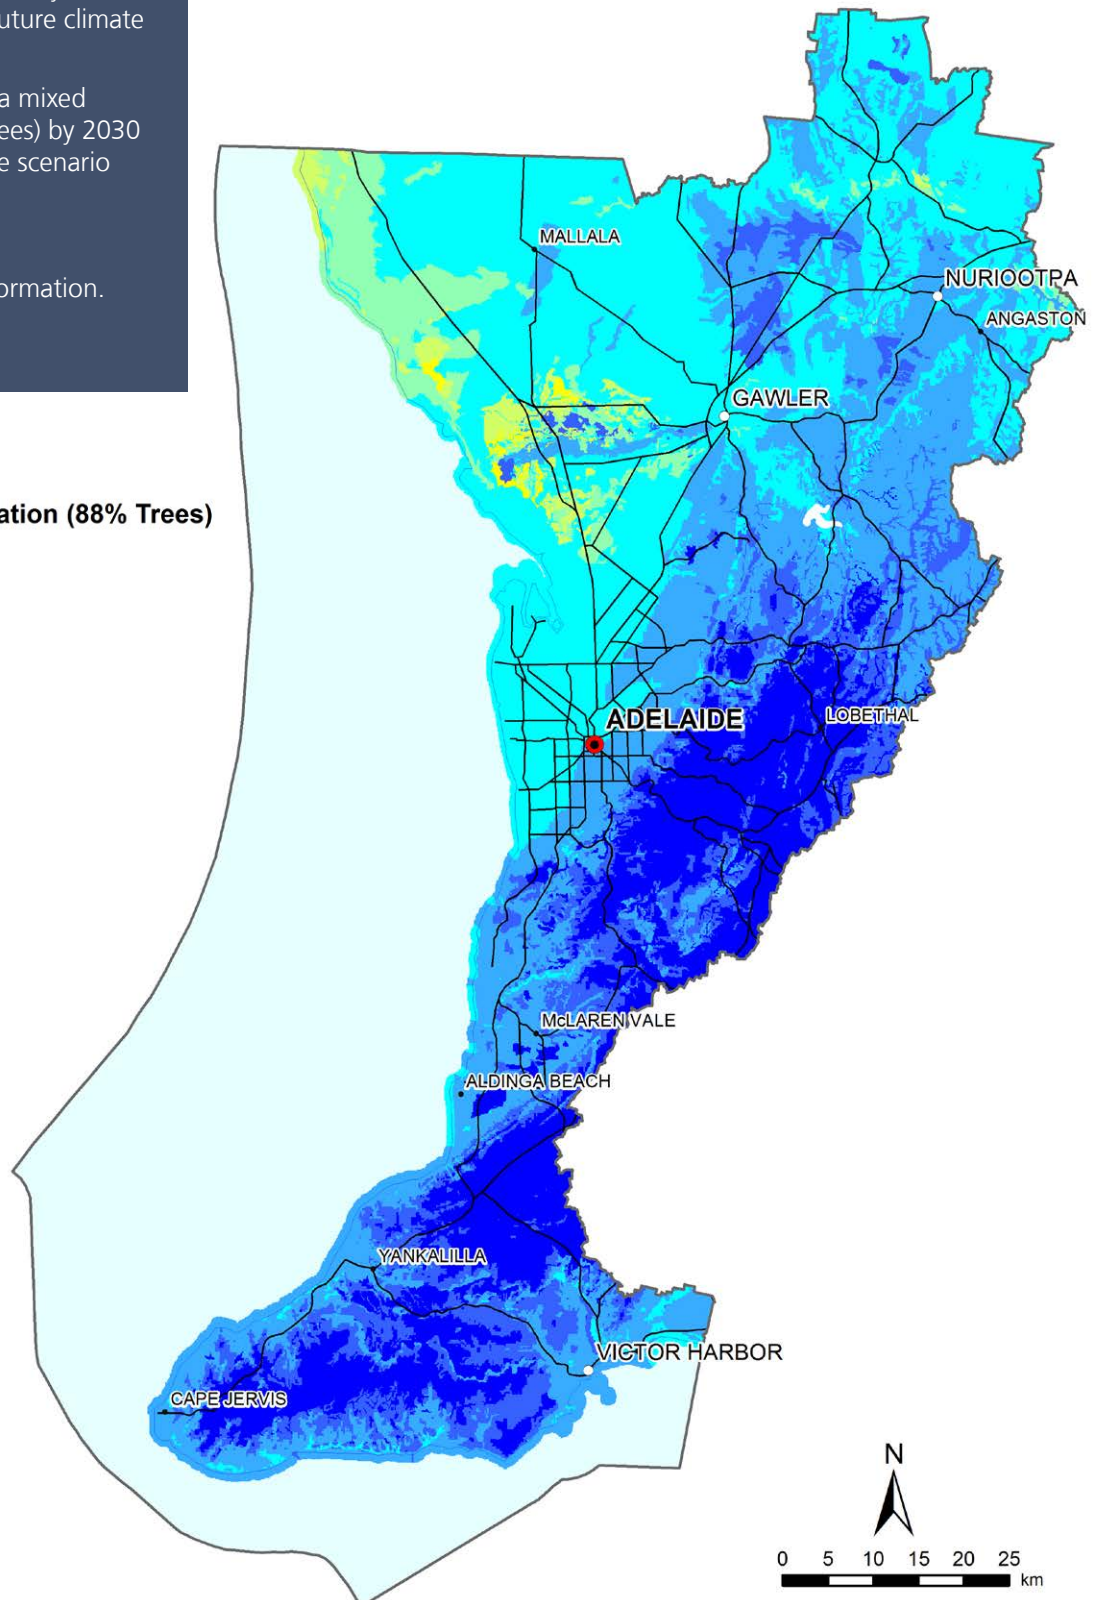 uture climate
a mixed
ees) by 2030
e scenario
ormation.
ation (88% Trees)
MALLALA
NURIOOTPA
ANGASTON
GAWLER
ADELAIDE
LOBETHAL
McLAREN VALE
ALDINGA BEACH
YANKALILLA
VICTOR HARBOR
CAPE JERVIS
N
0 5 10 15 20 25
km